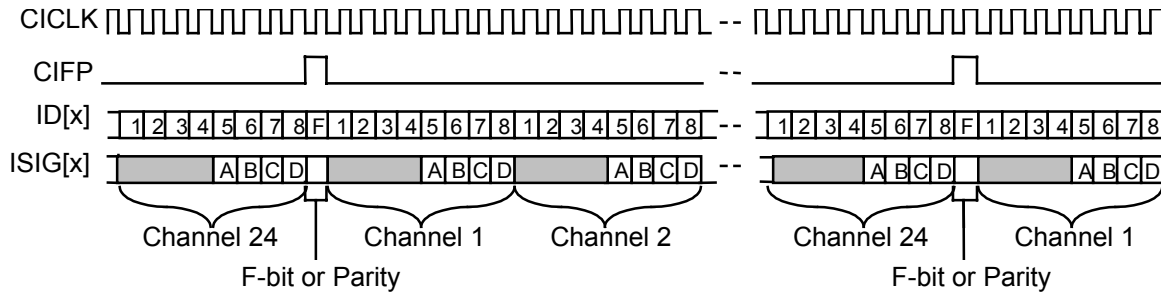 CICLK --
CIFP --
ID[x] 1 2 3 4 5 6 7 8 F 1 2 3 4 5 6 7 8 1 2 3 4 5 6 7 8 -- 1 2 3 4 5 6 7 8 F 1 2 3 4 5 6 7 8
ISIG[x] A B C D A B C D A B C D -- A B C D A B C D
Channel 24 Channel 1 Channel 2 Channel 24 Channel 1
F-bit or Parity F-bit or Parity